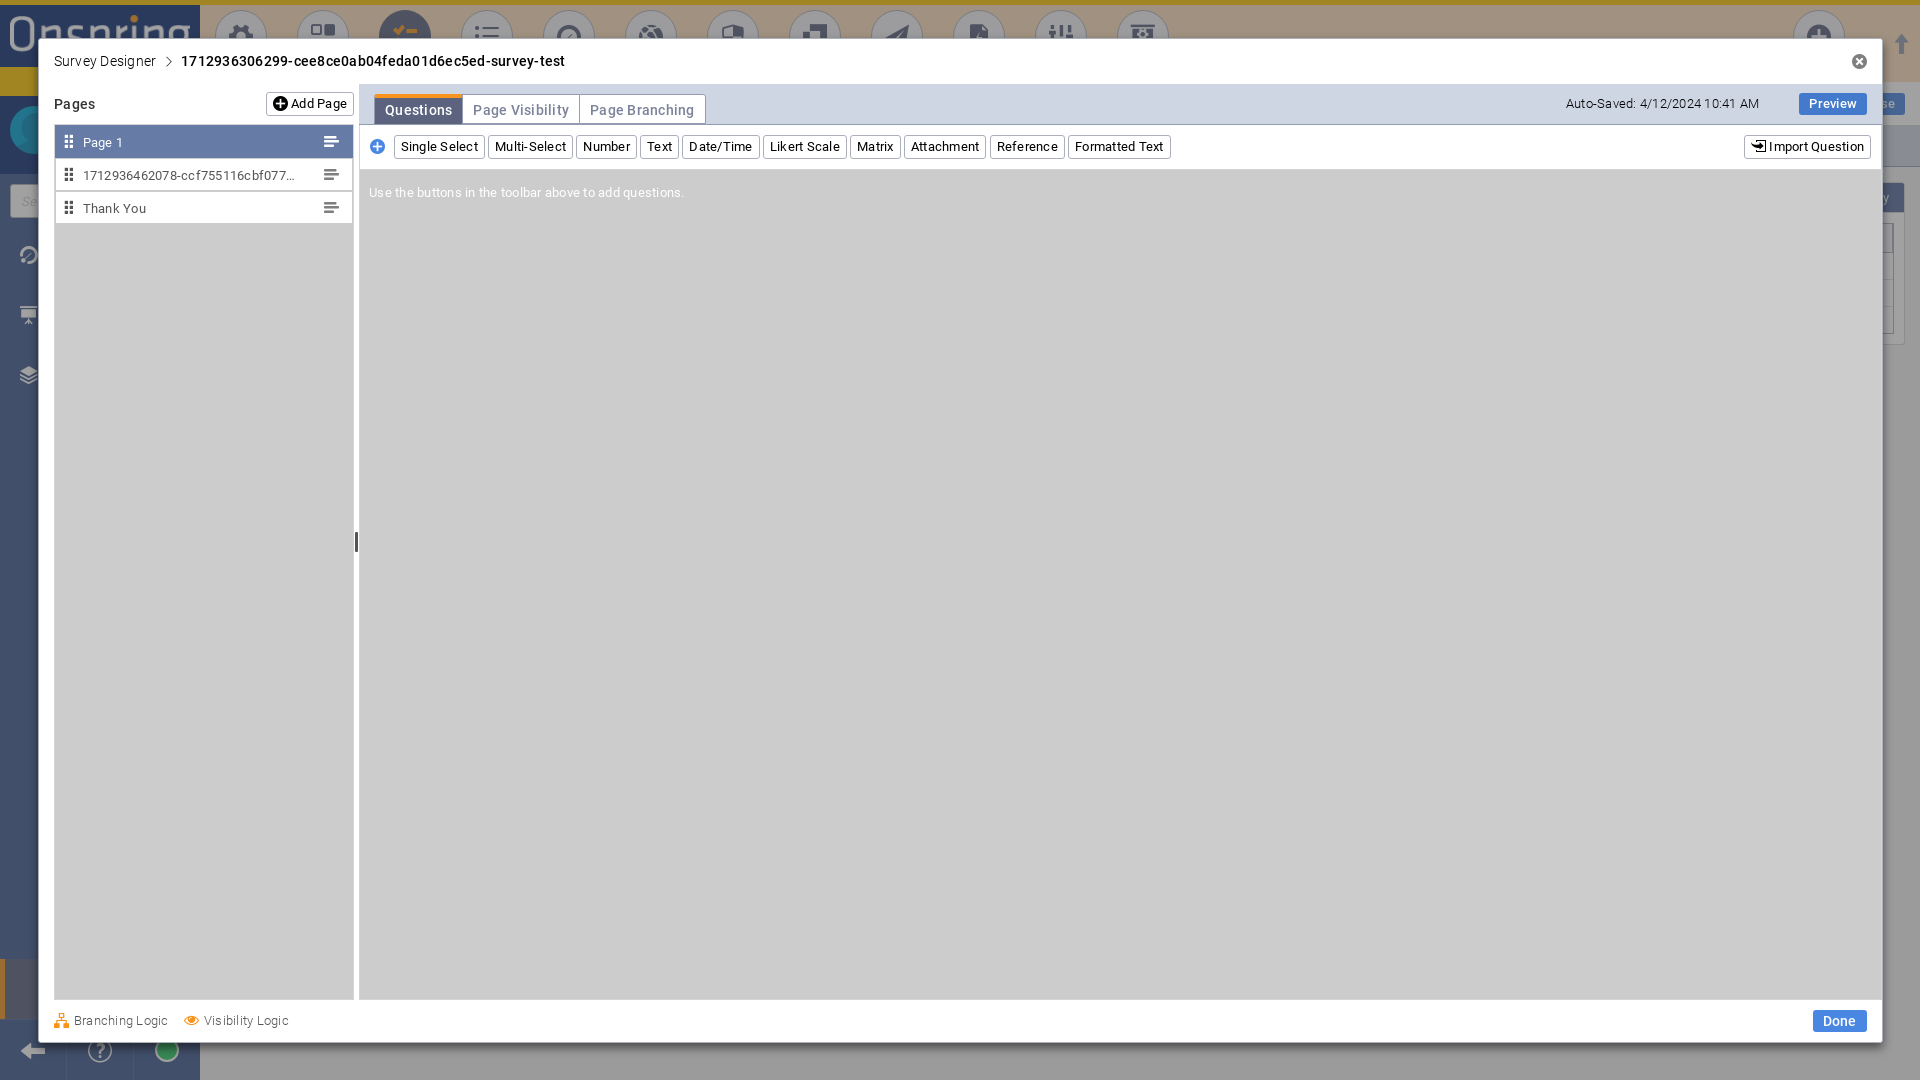 Onspring
Survey Designer > 1712936306299-cee8ce0ab04feda01d6ec5ed-survey-test
Pages
Add Page
Questions
Page Visibility
Page Branching
Auto-Saved: 4/12/2024 10:41 AM
Preview
se
Page 1
Single Select
Multi-Select
Number
Text
Date/Time
Likert Scale
Matrix
Attachment
Reference
Formatted Text
Import Question
1712936462078-ccf755116cbf077...
Use the buttons in the toolbar above to add questions.
Se
y
Thank You
Branching Logic
Visibility Logic
Done